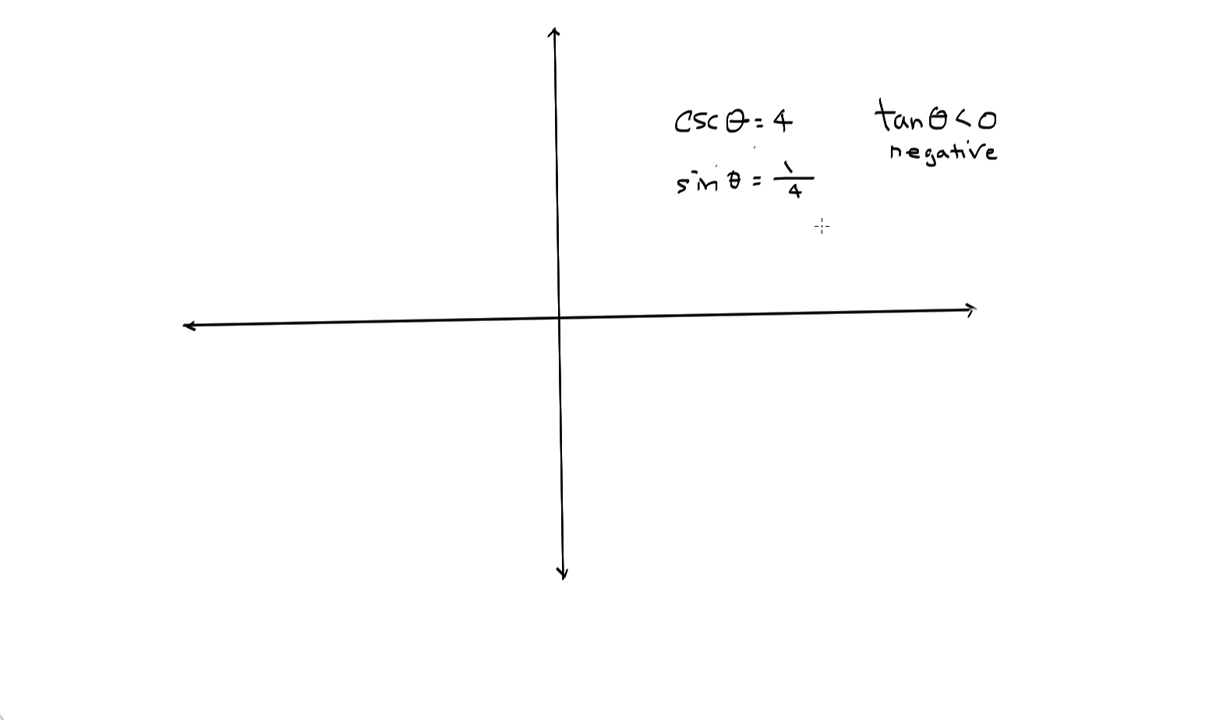 csc θ = 4
tan θ < 0
negative
sin θ = 1/4